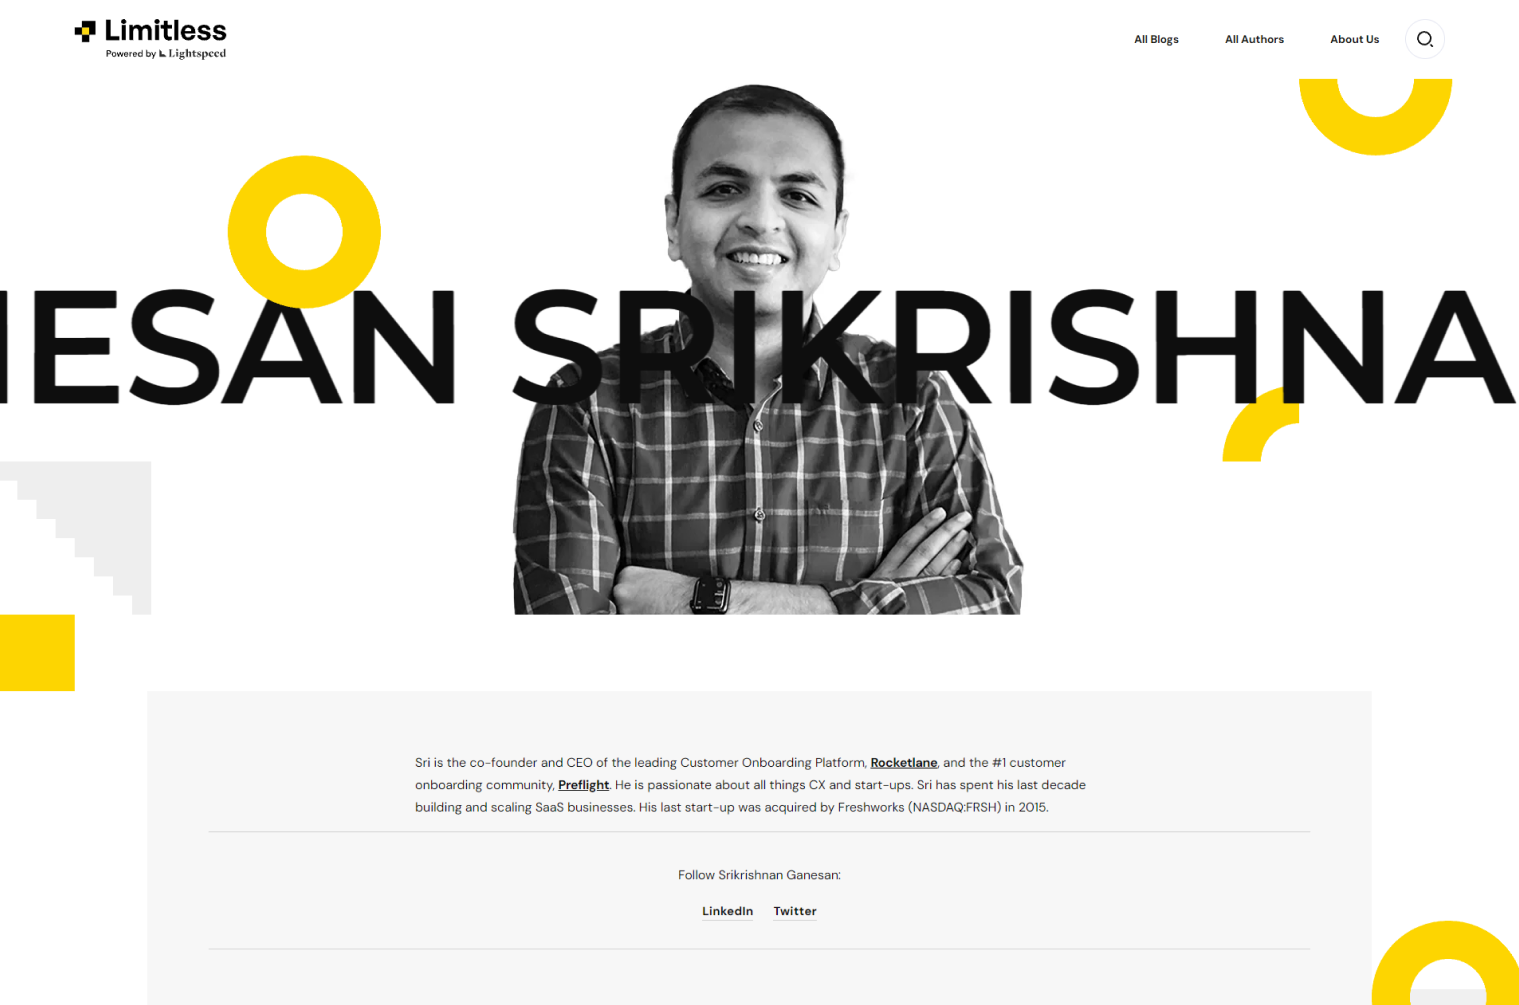 Limitless
Powered by Lightspeed
All Blogs
All Authors
About Us
NESAN SRIKRISHNA
Sri is the co-founder and CEO of the leading Customer Onboarding Platform, Rocketlane, and the #1 customer
onboarding community, Preflight. He is passionate about all things CX and start-ups. Sri has spent his last decade
building and scaling SaaS businesses. His last start-up was acquired by Freshworks (NASDAQ:FRSH) in 2015.
Follow Srikrishnan Ganesan:
LinkedIn
Twitter